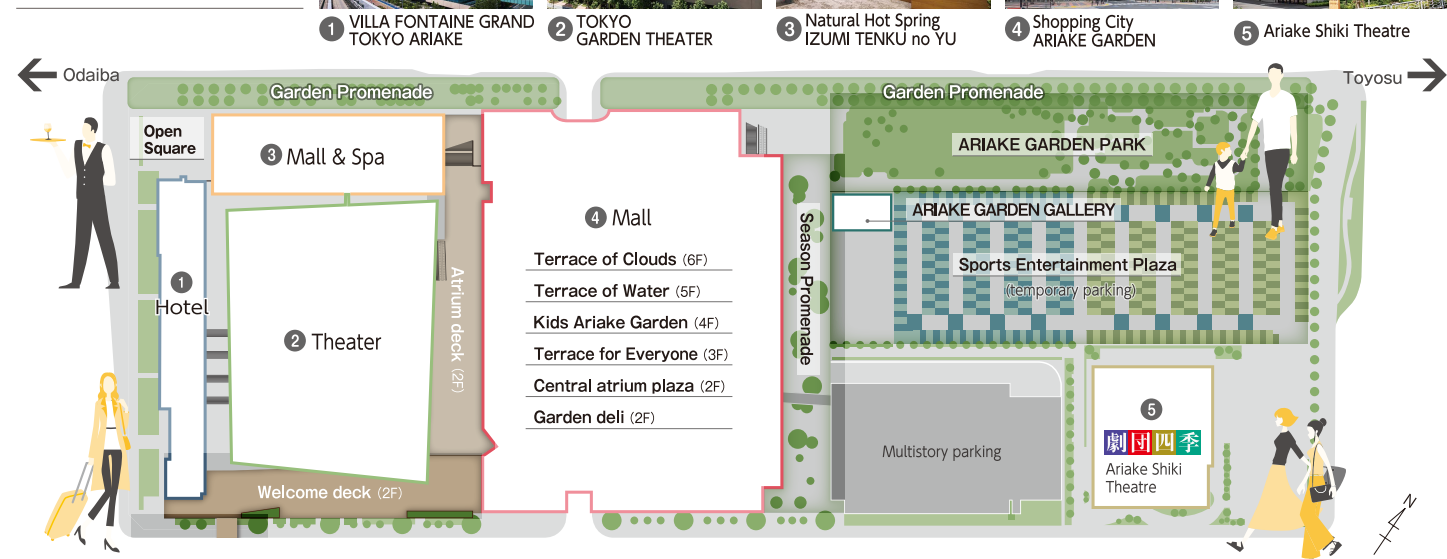 1 VILLA FONTAINE GRAND
TOKYO ARIAKE
2 TOKYO
GARDEN THEATER
3 Natural Hot Spring
IZUMI TENKU no YU
4 Shopping City
ARIAKE GARDEN
5 Ariake Shiki Theatre
Odaiba
Toyosu
Garden Promenade
Garden Promenade
Open
Square
3 Mall & Spa
ARIAKE GARDEN PARK
4 Mall
ARIAKE GARDEN GALLERY
Season Promenade
Terrace of Clouds (6F)
Terrace of Water (5F)
Kids Ariake Garden (4F)
Terrace for Everyone (3F)
Central atrium plaza (2F)
Garden deli (2F)
Sports Entertainment Plaza
(temporary parking)
1
Hotel
2 Theater
Atrium deck (2F)
5
劇団四季
Ariake Shiki
Theatre
Multistory parking
Welcome deck (2F)
N